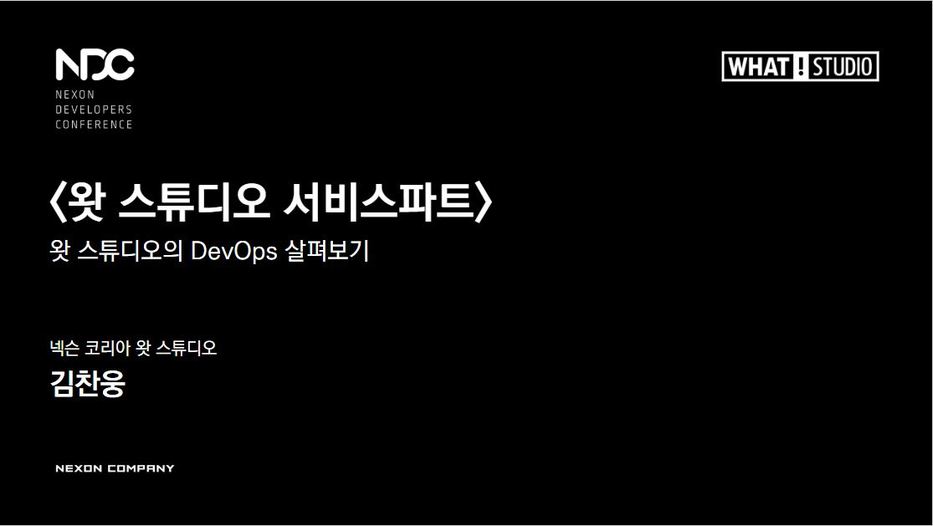 NDC
NEXON
DEVELOPERS
CONFERENCE
WHAT! STUDIO
〈왓 스튜디오 서비스파트〉
왓 스튜디오의 DevOps 살펴보기
넥슨 코리아 왓 스튜디오
김찬웅
NEXON COMPANY